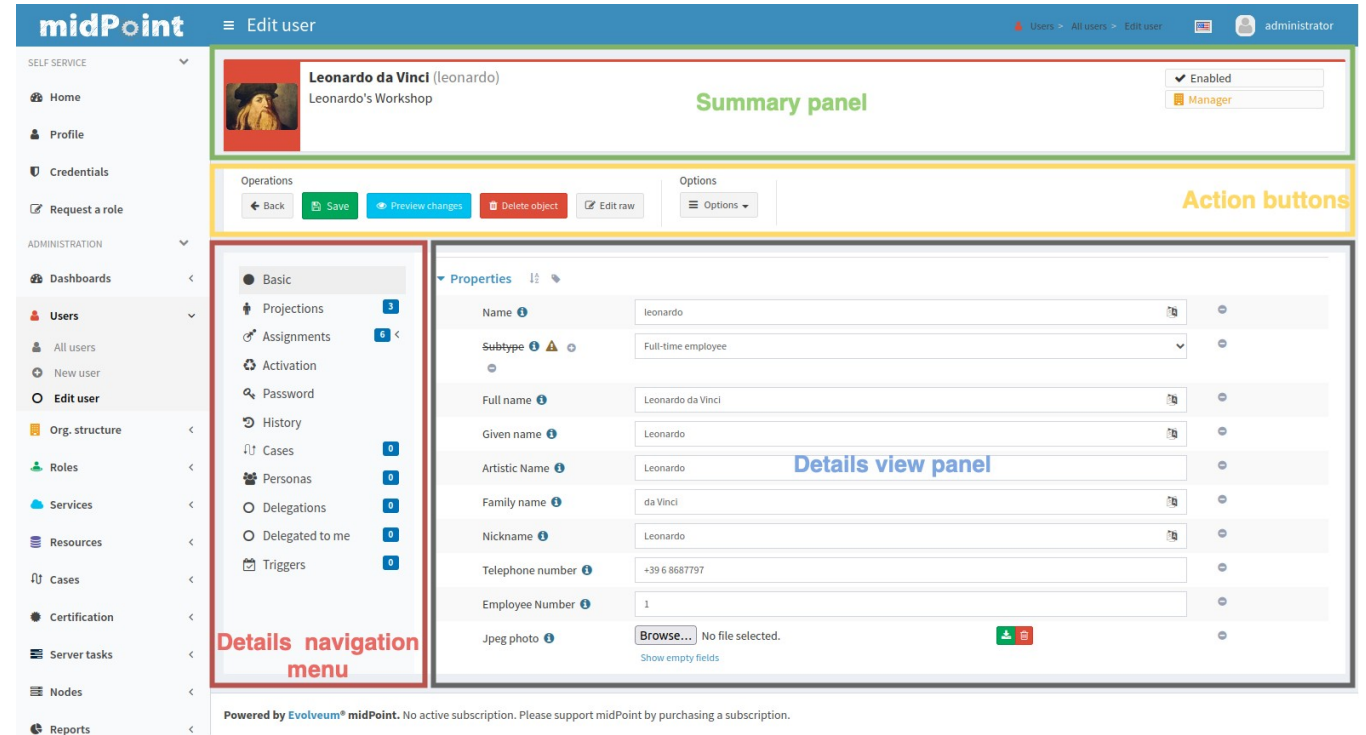 midPoint
Edit user
Users > All users > Edit user
administrator
SELF SERVICE
Home
Profile
Credentials
Request a role
ADMINISTRATION
Dashboards
Users
All users
New user
Edit user
Org. structure
Roles
Services
Resources
Cases
Certification
Server tasks
Nodes
Reports
Leonardo da Vinci (leonardo)
Leonardo's Workshop
Summary panel
Enabled
Manager
Operations
Back
Save
Preview changes
Delete object
Edit raw
Options
Options
Action buttons
Basic
Projections 3
Assignments 6
Activation
Password
History
Cases 0
Personas 0
Delegations 0
Delegated to me 0
Triggers 0
Details navigation
menu
Properties
Name leonardo
Subtype Full-time employee
Full name Leonardo da Vinci
Given name Leonardo
Artistic Name Leonardo
Details view panel
Family name da Vinci
Nickname Leonardo
Telephone number +39 6 8687797
Employee Number 1
Jpeg photo Browse... No file selected.
Show empty fields
Powered by Evolveum® midPoint. No active subscription. Please support midPoint by purchasing a subscription.